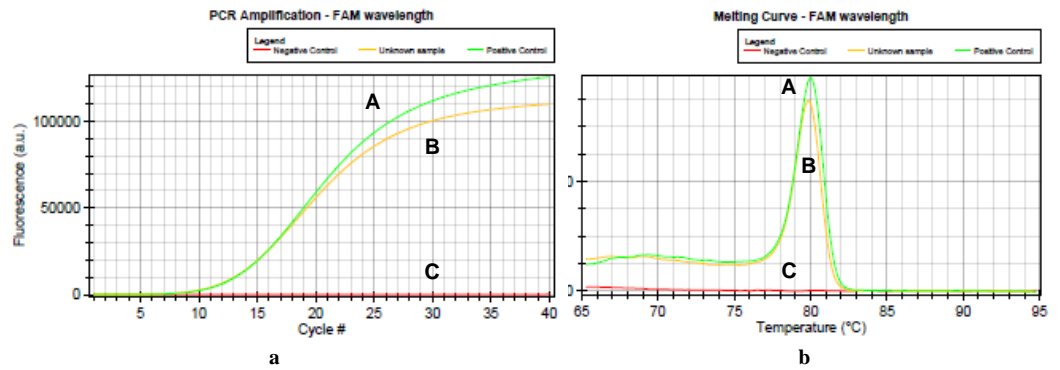 PCR Amplification - FAM wavelength
Legend
Negative Control Unknown sample Positive Control
Fluorescence (a.u.)
100000
50000
0
A
B
C
5 10 15 20 25 30 35 40
Cycle #
a
Melting Curve - FAM wavelength
Legend
Negative Control Unknown sample Positive Control
A
B
C
0
0
65 70 75 80 85 90 95
Temperature (°C)
b